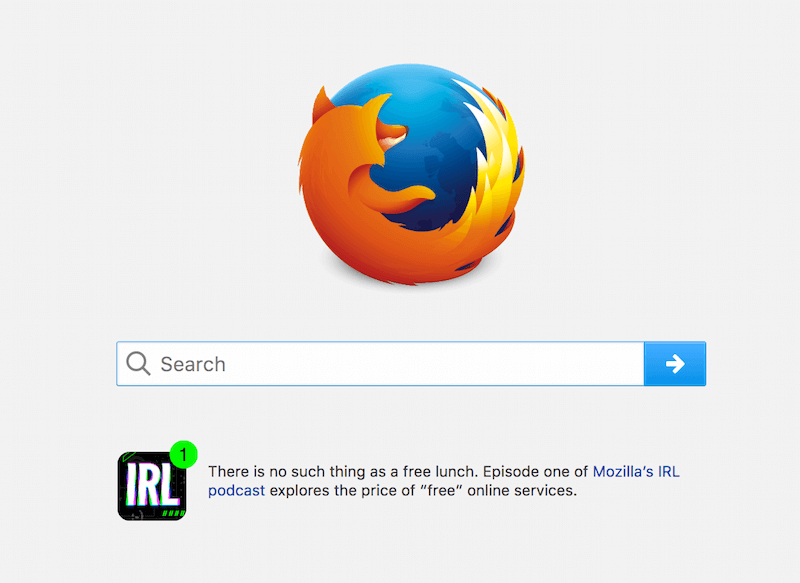 Search
1
IRL
There is no such thing as a free lunch. Episode one of Mozilla’s IRL
podcast explores the price of “free” online services.